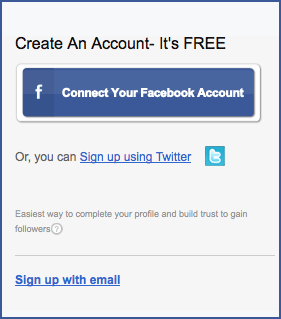 Create An Account- It's FREE
f Connect Your Facebook Account
Or, you can Sign up using Twitter t
Easiest way to complete your profile and build trust to gain
followers?
Sign up with email